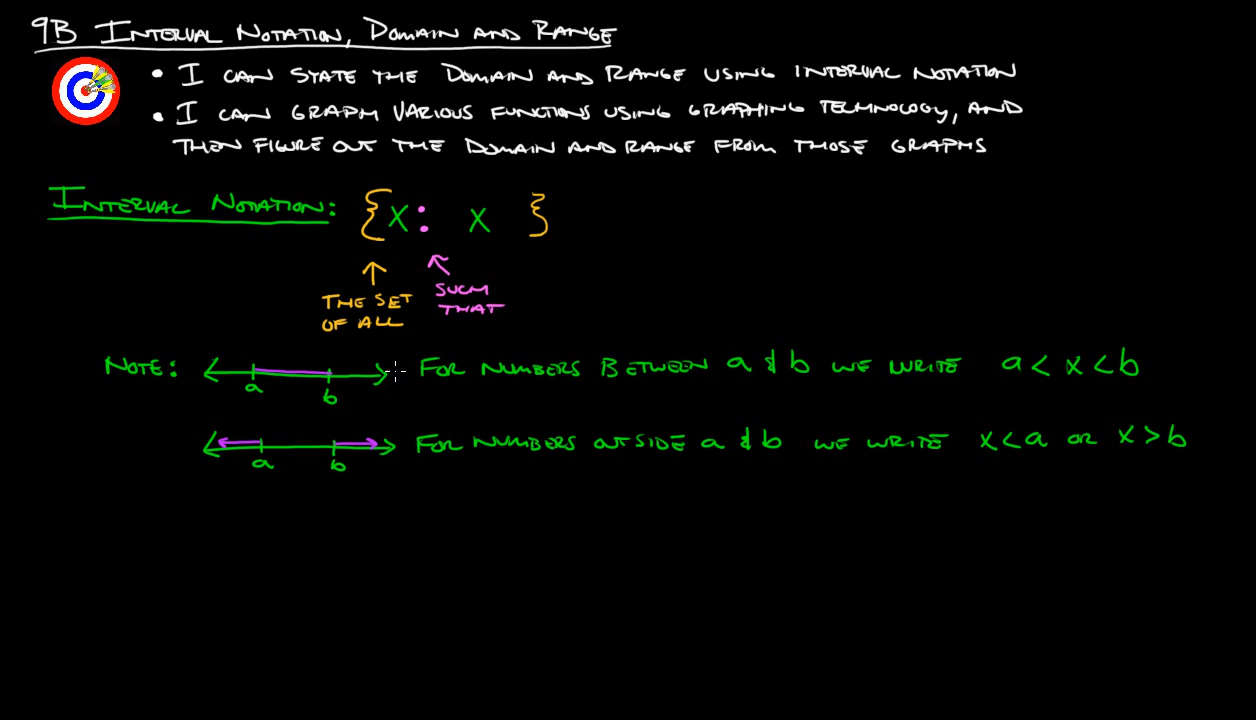 9B INTERVAL NOTATION, DOMAIN AND RANGE
• I CAN STATE THE DOMAIN AND RANGE USING INTERVAL NOTATION
• I CAN GRAPH VARIOUS FUNCTIONS USING GRAPHING TECHNOLOGY, AND
THEN FIGURE OUT THE DOMAIN AND RANGE FROM THOSE GRAPHS
INTERVAL NOTATION: {X: X }
THE SET
OF ALL
SUCH
THAT
NOTE: FOR NUMBERS BETWEEN a & b WE WRITE a < x < b
a b
FOR NUMBERS OUTSIDE a & b WE WRITE x < a OR x > b
a b